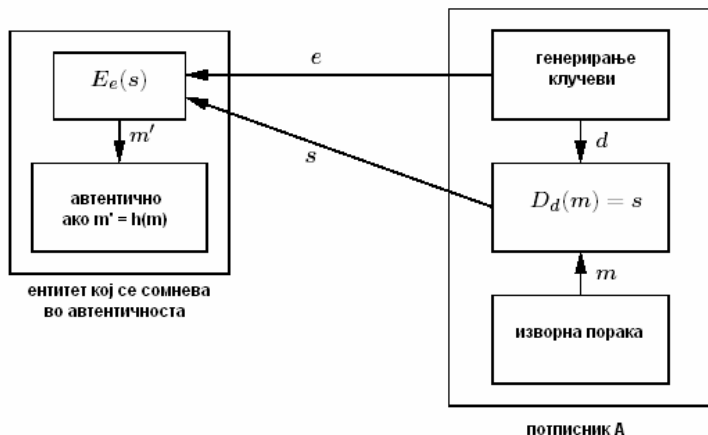 E_e(s)
m'
автентично
ако m' = h(m)
ентитет кој се сомнева
во автентичноста
e
s
генерирање
клучеви
d
D_d(m) = s
m
изворна порака
потписник А